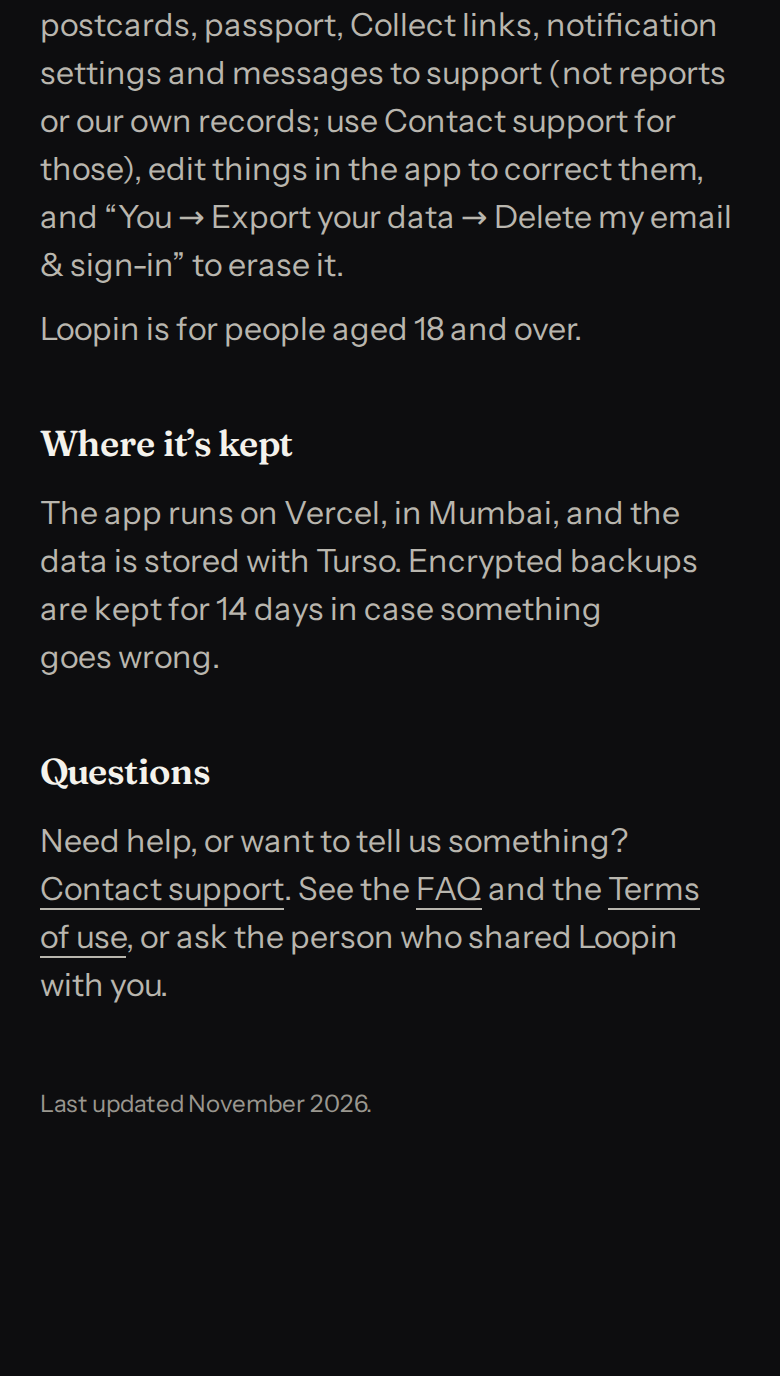 postcards, passport, Collect links, notification
settings and messages to support (not reports
or our own records; use Contact support for
those), edit things in the app to correct them,
and “You → Export your data → Delete my email
& sign-in” to erase it.
Loopin is for people aged 18 and over.
Where it’s kept
The app runs on Vercel, in Mumbai, and the
data is stored with Turso. Encrypted backups
are kept for 14 days in case something
goes wrong.
Questions
Need help, or want to tell us something?
Contact support. See the FAQ and the Terms
of use, or ask the person who shared Loopin
with you.
Last updated November 2026.